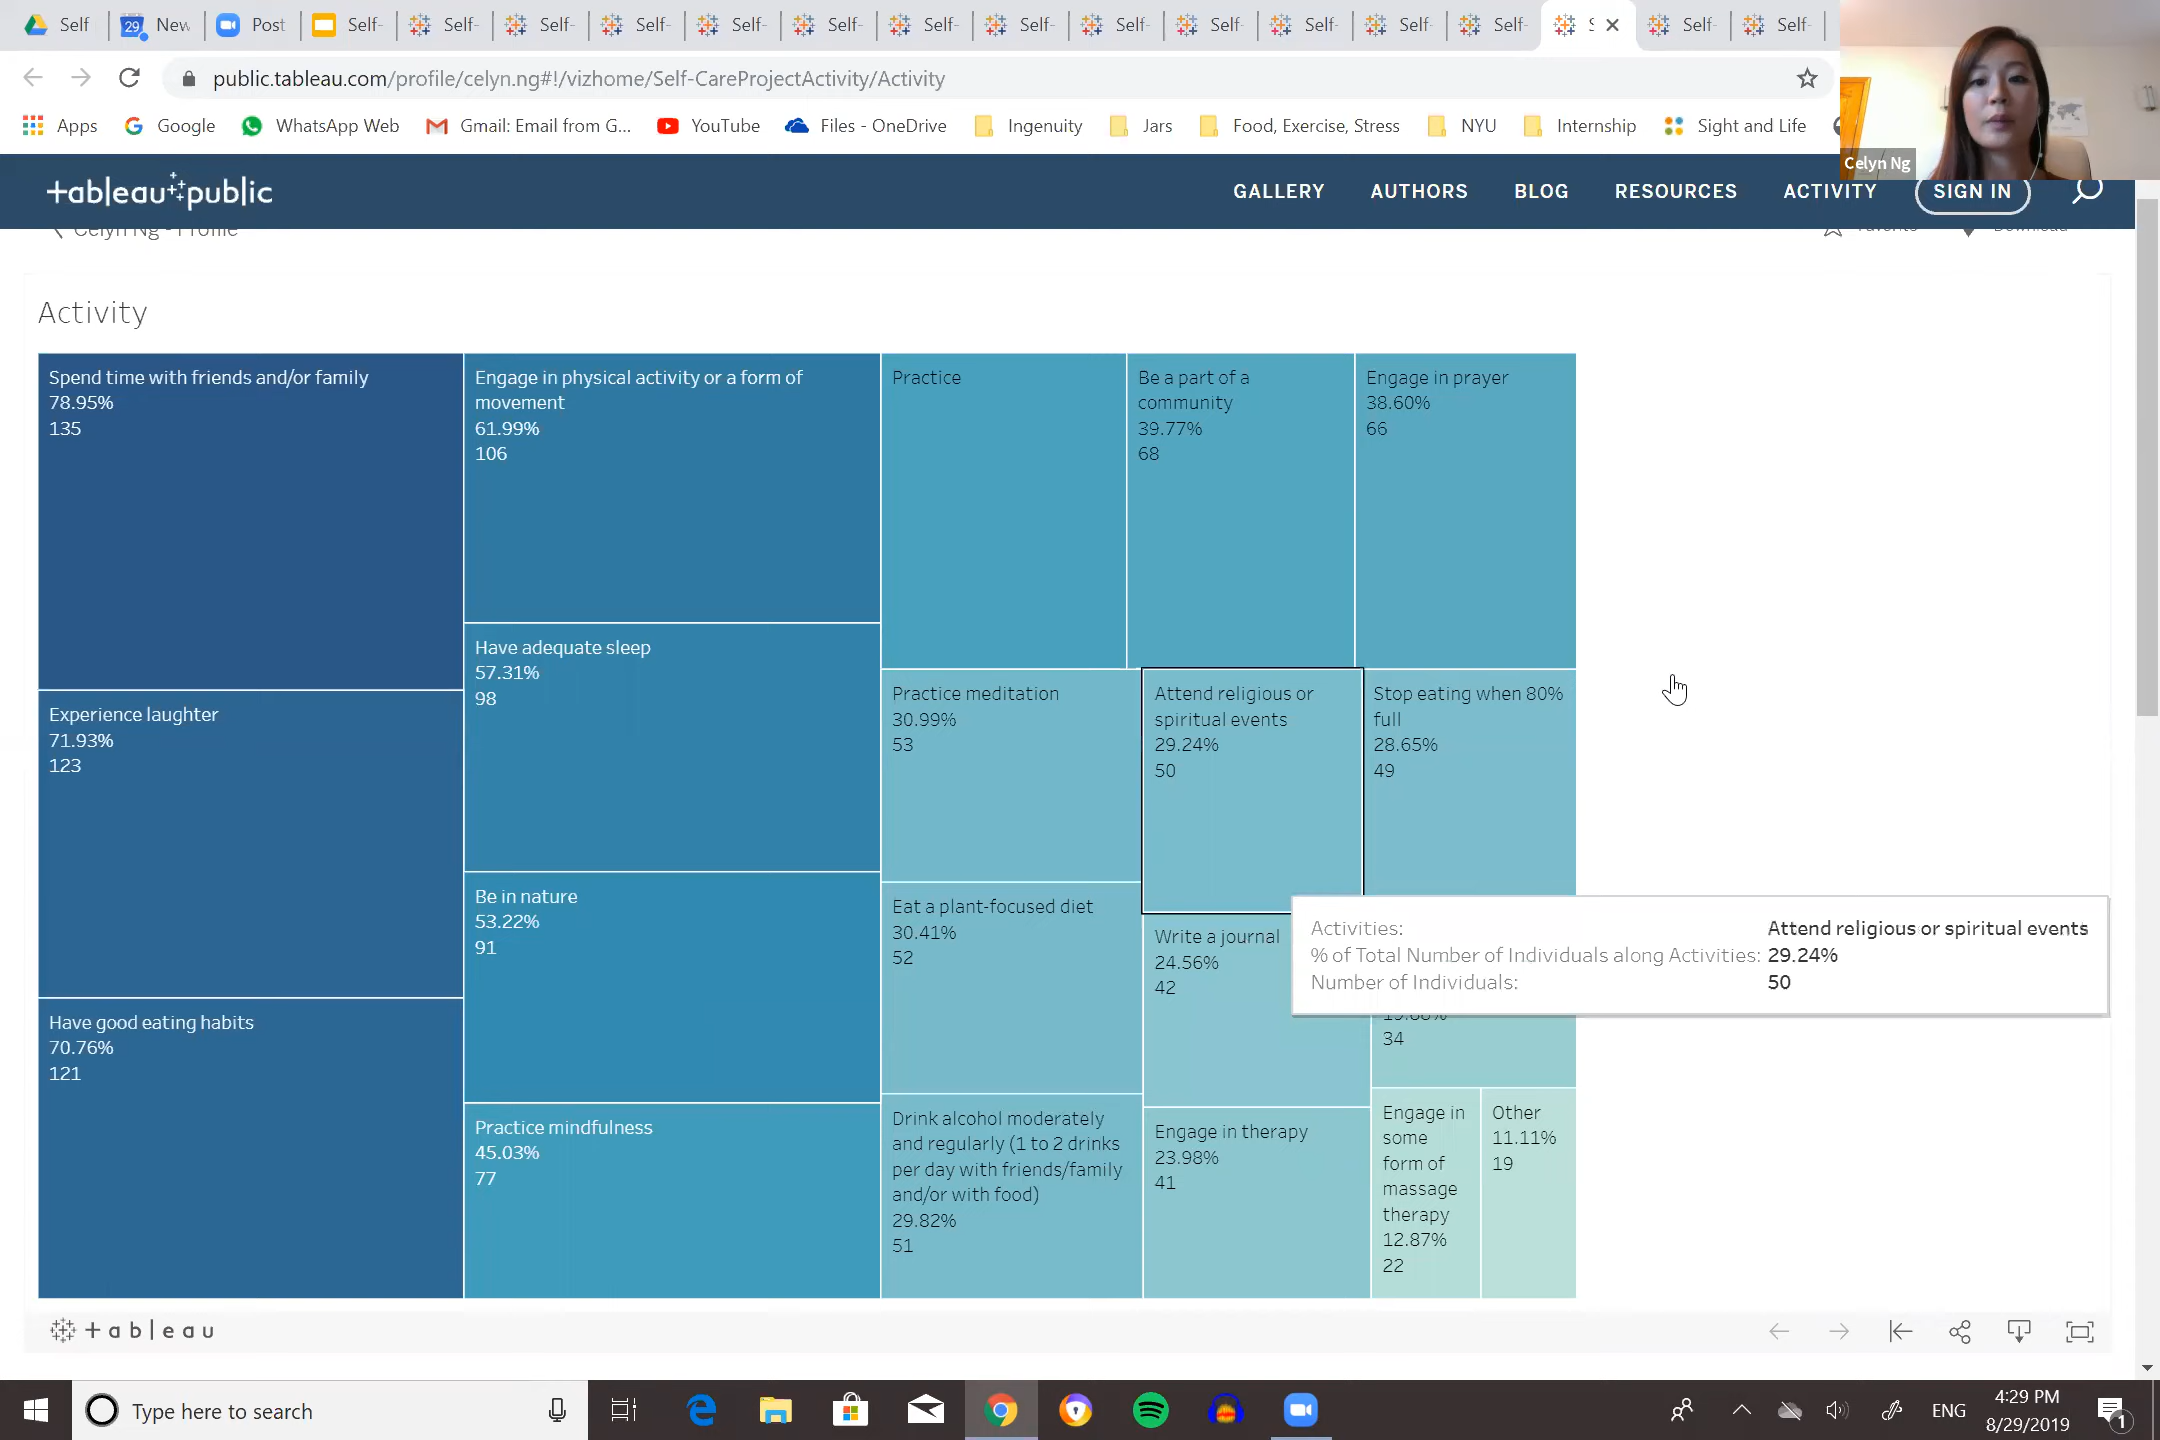 Self
29
New
Post
Self-
Self-
Self-
Self-
Self-
Self-
Self-
Self-
Self-
Self-
Self-
Self-
Self-
S
Self-
Self-
public.tableau.com/profile/celyn.ng#!/vizhome/Self-CareProjectActivity/Activity
Apps
Google
WhatsApp Web
Gmail: Email from G...
YouTube
Files - OneDrive
Ingenuity
Jars
Food, Exercise, Stress
NYU
Internship
Sight and Life
Celyn Ng
+ableau public
GALLERY
AUTHORS
BLOG
RESOURCES
ACTIVITY
SIGN IN
Celyn Ng - Profile
Favorite
Download
Activity
Spend time with friends and/or family
78.95%
135
Experience laughter
71.93%
123
Have good eating habits
70.76%
121
Engage in physical activity or a form of
movement
61.99%
106
Have adequate sleep
57.31%
98
Be in nature
53.22%
91
Practice mindfulness
45.03%
77
Practice
Be a part of a
community
39.77%
68
Engage in prayer
38.60%
66
Practice meditation
30.99%
53
Attend religious or
spiritual events
29.24%
50
Stop eating when 80%
full
28.65%
49
Eat a plant-focused diet
30.41%
52
Write a journal
24.56%
42
Activities: Attend religious or spiritual events
% of Total Number of Individuals along Activities: 29.24%
Number of Individuals: 50
19.88%
34
Drink alcohol moderately
and regularly (1 to 2 drinks
per day with friends/family
and/or with food)
29.82%
51
Engage in therapy
23.98%
41
Engage in
some
form of
massage
therapy
12.87%
22
Other
11.11%
19
+ableau
Type here to search
ENG
4:29 PM
8/29/2019
1